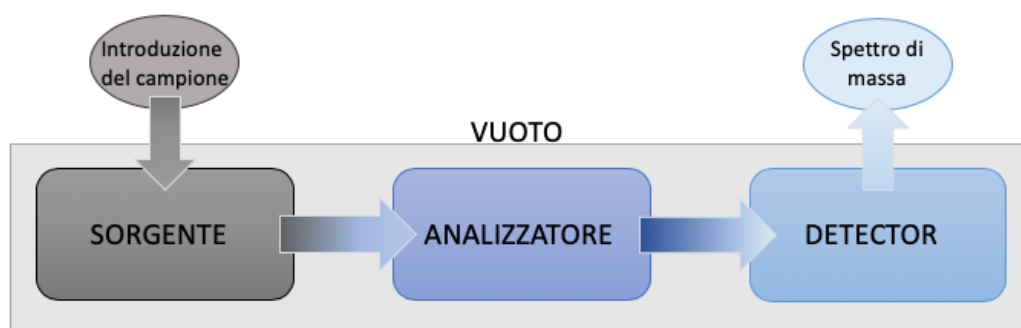 Introduzione
del campione
Spettro di
massa
VUOTO
SORGENTE
ANALIZZATORE
DETECTOR